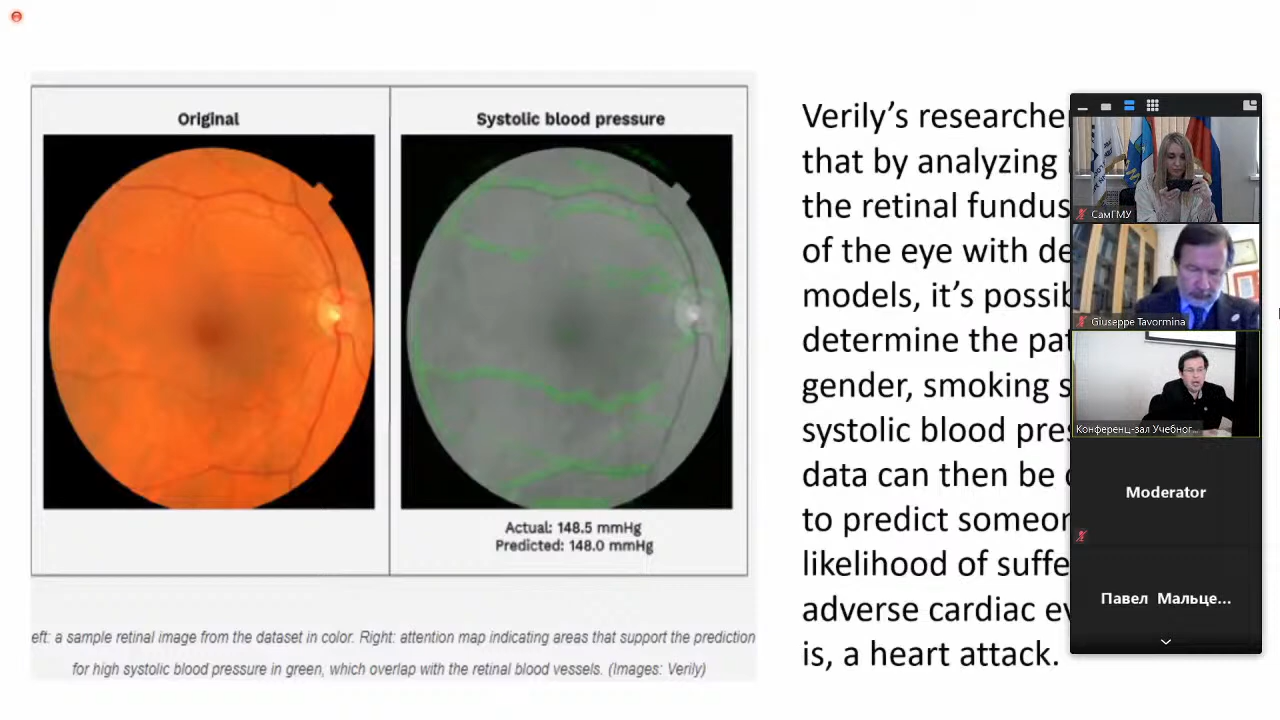 Original
Systolic blood pressure
Actual: 148.5 mmHg
Predicted: 148.0 mmHg
eft: a sample retinal image from the dataset in color. Right: attention map indicating areas that support the prediction
for high systolic blood pressure in green, which overlap with the retinal blood vessels. (Images: Verily)
Verily’s researche
that by analyzing
the retinal fundus
of the eye with de
models, it’s possib
determine the pat
gender, smoking s
systolic blood pres
data can then be
to predict someor
likelihood of suffe
adverse cardiac ev
is, a heart attack.
СамГМУ
Giuseppe Tavormina
Конференц-зал Учебног...
Moderator
Павел Мальце...